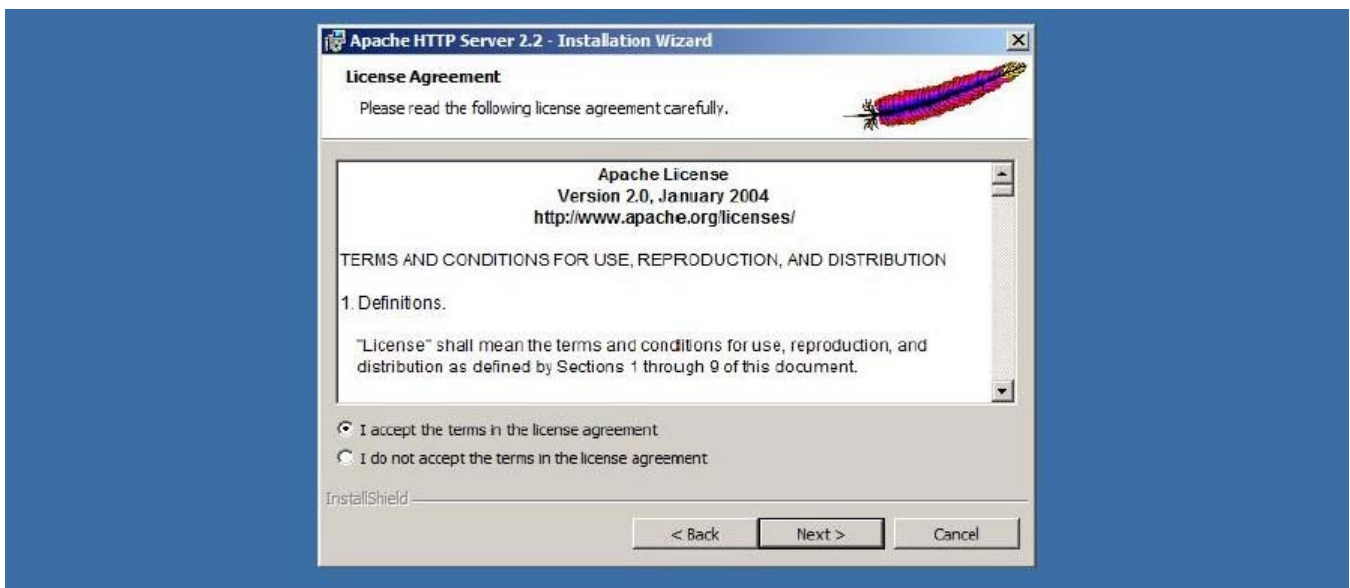 Apache HTTP Server 2.2 - Installation Wizard
License Agreement
Please read the following license agreement carefully.
Apache License
Version 2.0, January 2004
http://www.apache.org/licenses/
TERMS AND CONDITIONS FOR USE, REPRODUCTION, AND DISTRIBUTION
1. Definitions.
"License" shall mean the terms and conditions for use, reproduction, and
distribution as defined by Sections 1 through 9 of this document.
I accept the terms in the license agreement
I do not accept the terms in the license agreement
InstallShield
< Back Next > Cancel